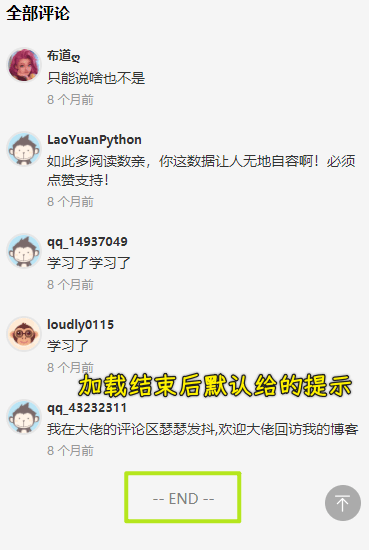 全部评论
布道ღ
只能说啥也不是
8 个月前
LaoYuanPython
如此多阅读数亲，你这数据让人无地自容啊！必须
点赞支持！
8 个月前
qq_14937049
学习了学习了
8 个月前
loudly0115
学习了
8 个月前
加载结束后默认给的提示
qq_43232311
我在大佬的评论区瑟瑟发抖,欢迎大佬回访我的博客
8 个月前
-- END --